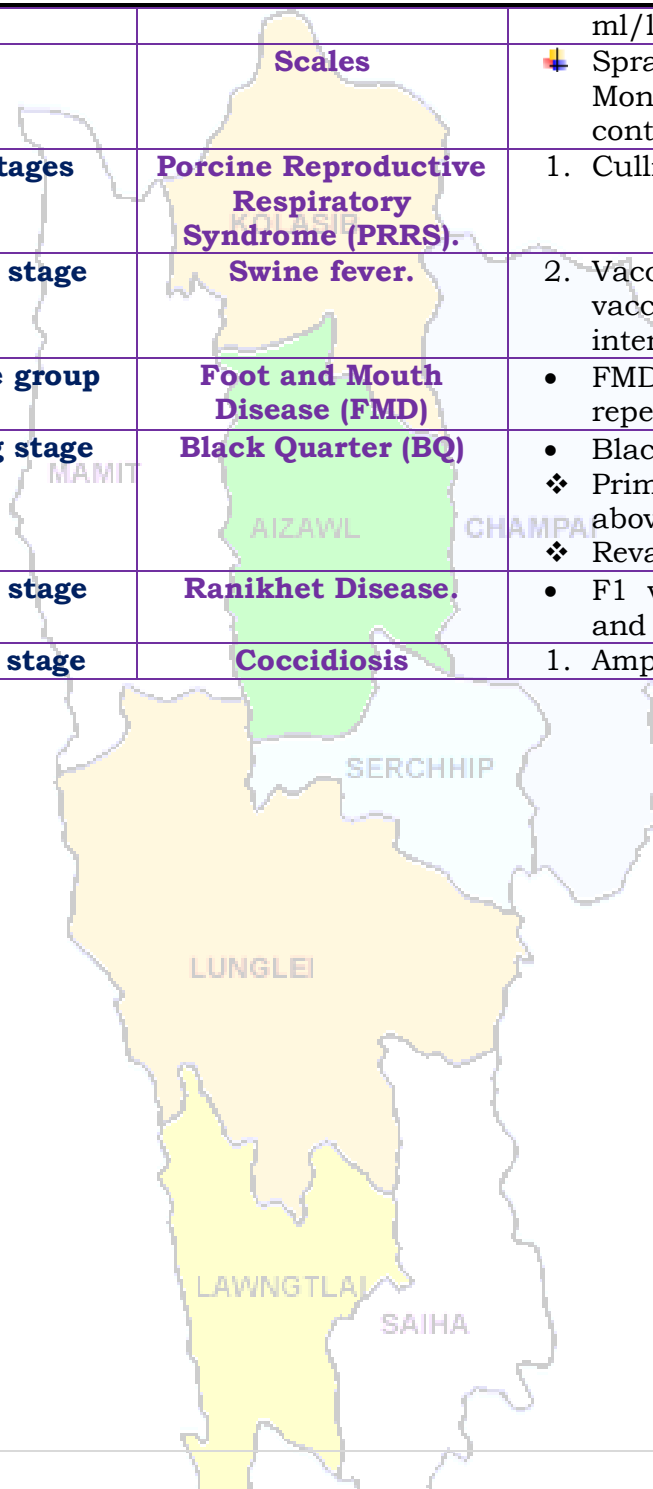 ml/l
Scales
Spra
Mon
cont
tages
Porcine Reproductive
Respiratory
Syndrome (PRRS).
1. Culli
stage
Swine fever.
2. Vacc
vacc
inter
e group
Foot and Mouth
Disease (FMD)
• FMD
repe
g stage
Black Quarter (BQ)
• Blac
❖ Prim
abov
❖ Reva
stage
Ranikhet Disease.
• F1 v
and
stage
Coccidiosis
1. Amp
KOLASIB
MAMIT
AIZAWL
CHAMPAI
SERCHHIP
LUNGLEI
LAWNGTLAI
SAIHA